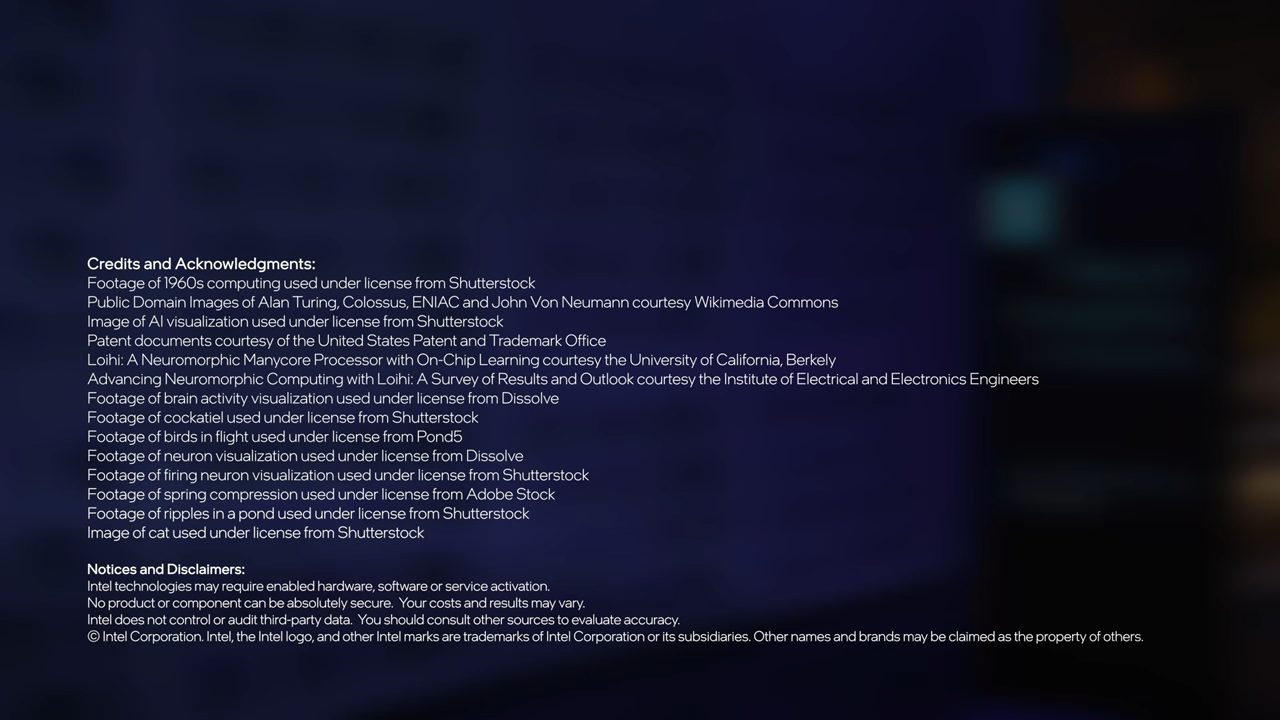 Credits and Acknowledgments:
Footage of 1960s computing used under license from Shutterstock
Public Domain Images of Alan Turing, Colossus, ENIAC and John Von Neumann courtesy Wikimedia Commons
Image of AI visualization used under license from Shutterstock
Patent documents courtesy of the United States Patent and Trademark Office
Loihi: A Neuromorphic Manycore Processor with On-Chip Learning courtesy the University of California, Berkely
Advancing Neuromorphic Computing with Loihi: A Survey of Results and Outlook courtesy the Institute of Electrical and Electronics Engineers
Footage of brain activity visualization used under license from Dissolve
Footage of cockatiel used under license from Shutterstock
Footage of birds in flight used under license from Pond5
Footage of neuron visualization used under license from Dissolve
Footage of firing neuron visualization used under license from Shutterstock
Footage of spring compression used under license from Adobe Stock
Footage of ripples in a pond used under license from Shutterstock
Image of cat used under license from Shutterstock
Notices and Disclaimers:
Intel technologies may require enabled hardware, software or service activation.
No product or component can be absolutely secure.  Your costs and results may vary.
Intel does not control or audit third-party data.  You should consult other sources to evaluate accuracy.
© Intel Corporation. Intel, the Intel logo, and other Intel marks are trademarks of Intel Corporation or its subsidiaries. Other names and brands may be claimed as the property of others.